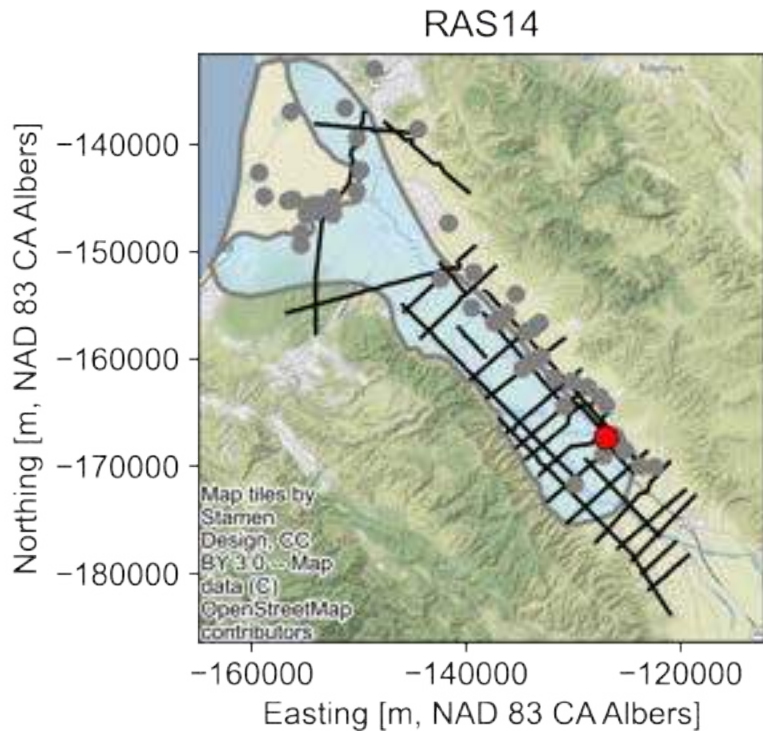 RAS14
Northing [m, NAD 83 CA Albers]
−140000
−150000
−160000
−170000
−180000
Map tiles by
Stamen
Design, CC
BY 3.0 -- Map
data (C)
OpenStreetMap
contributors
−160000
−140000
−120000
Easting [m, NAD 83 CA Albers]